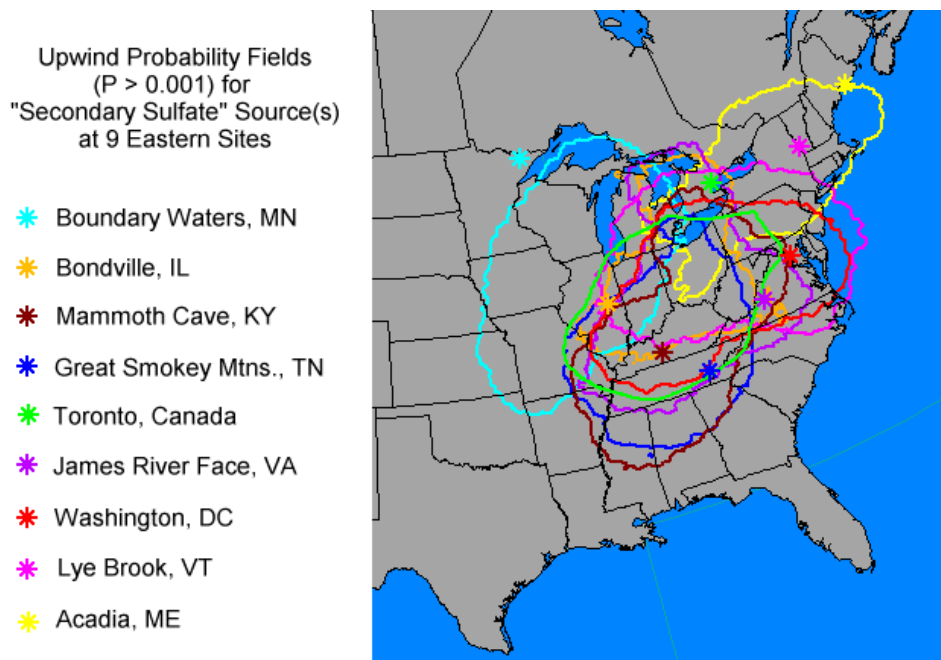 Upwind Probability Fields
(P > 0.001) for
"Secondary Sulfate" Source(s)
at 9 Eastern Sites
Boundary Waters, MN
Bondville, IL
Mammoth Cave, KY
Great Smokey Mtns., TN
Toronto, Canada
James River Face, VA
Washington, DC
Lye Brook, VT
Acadia, ME